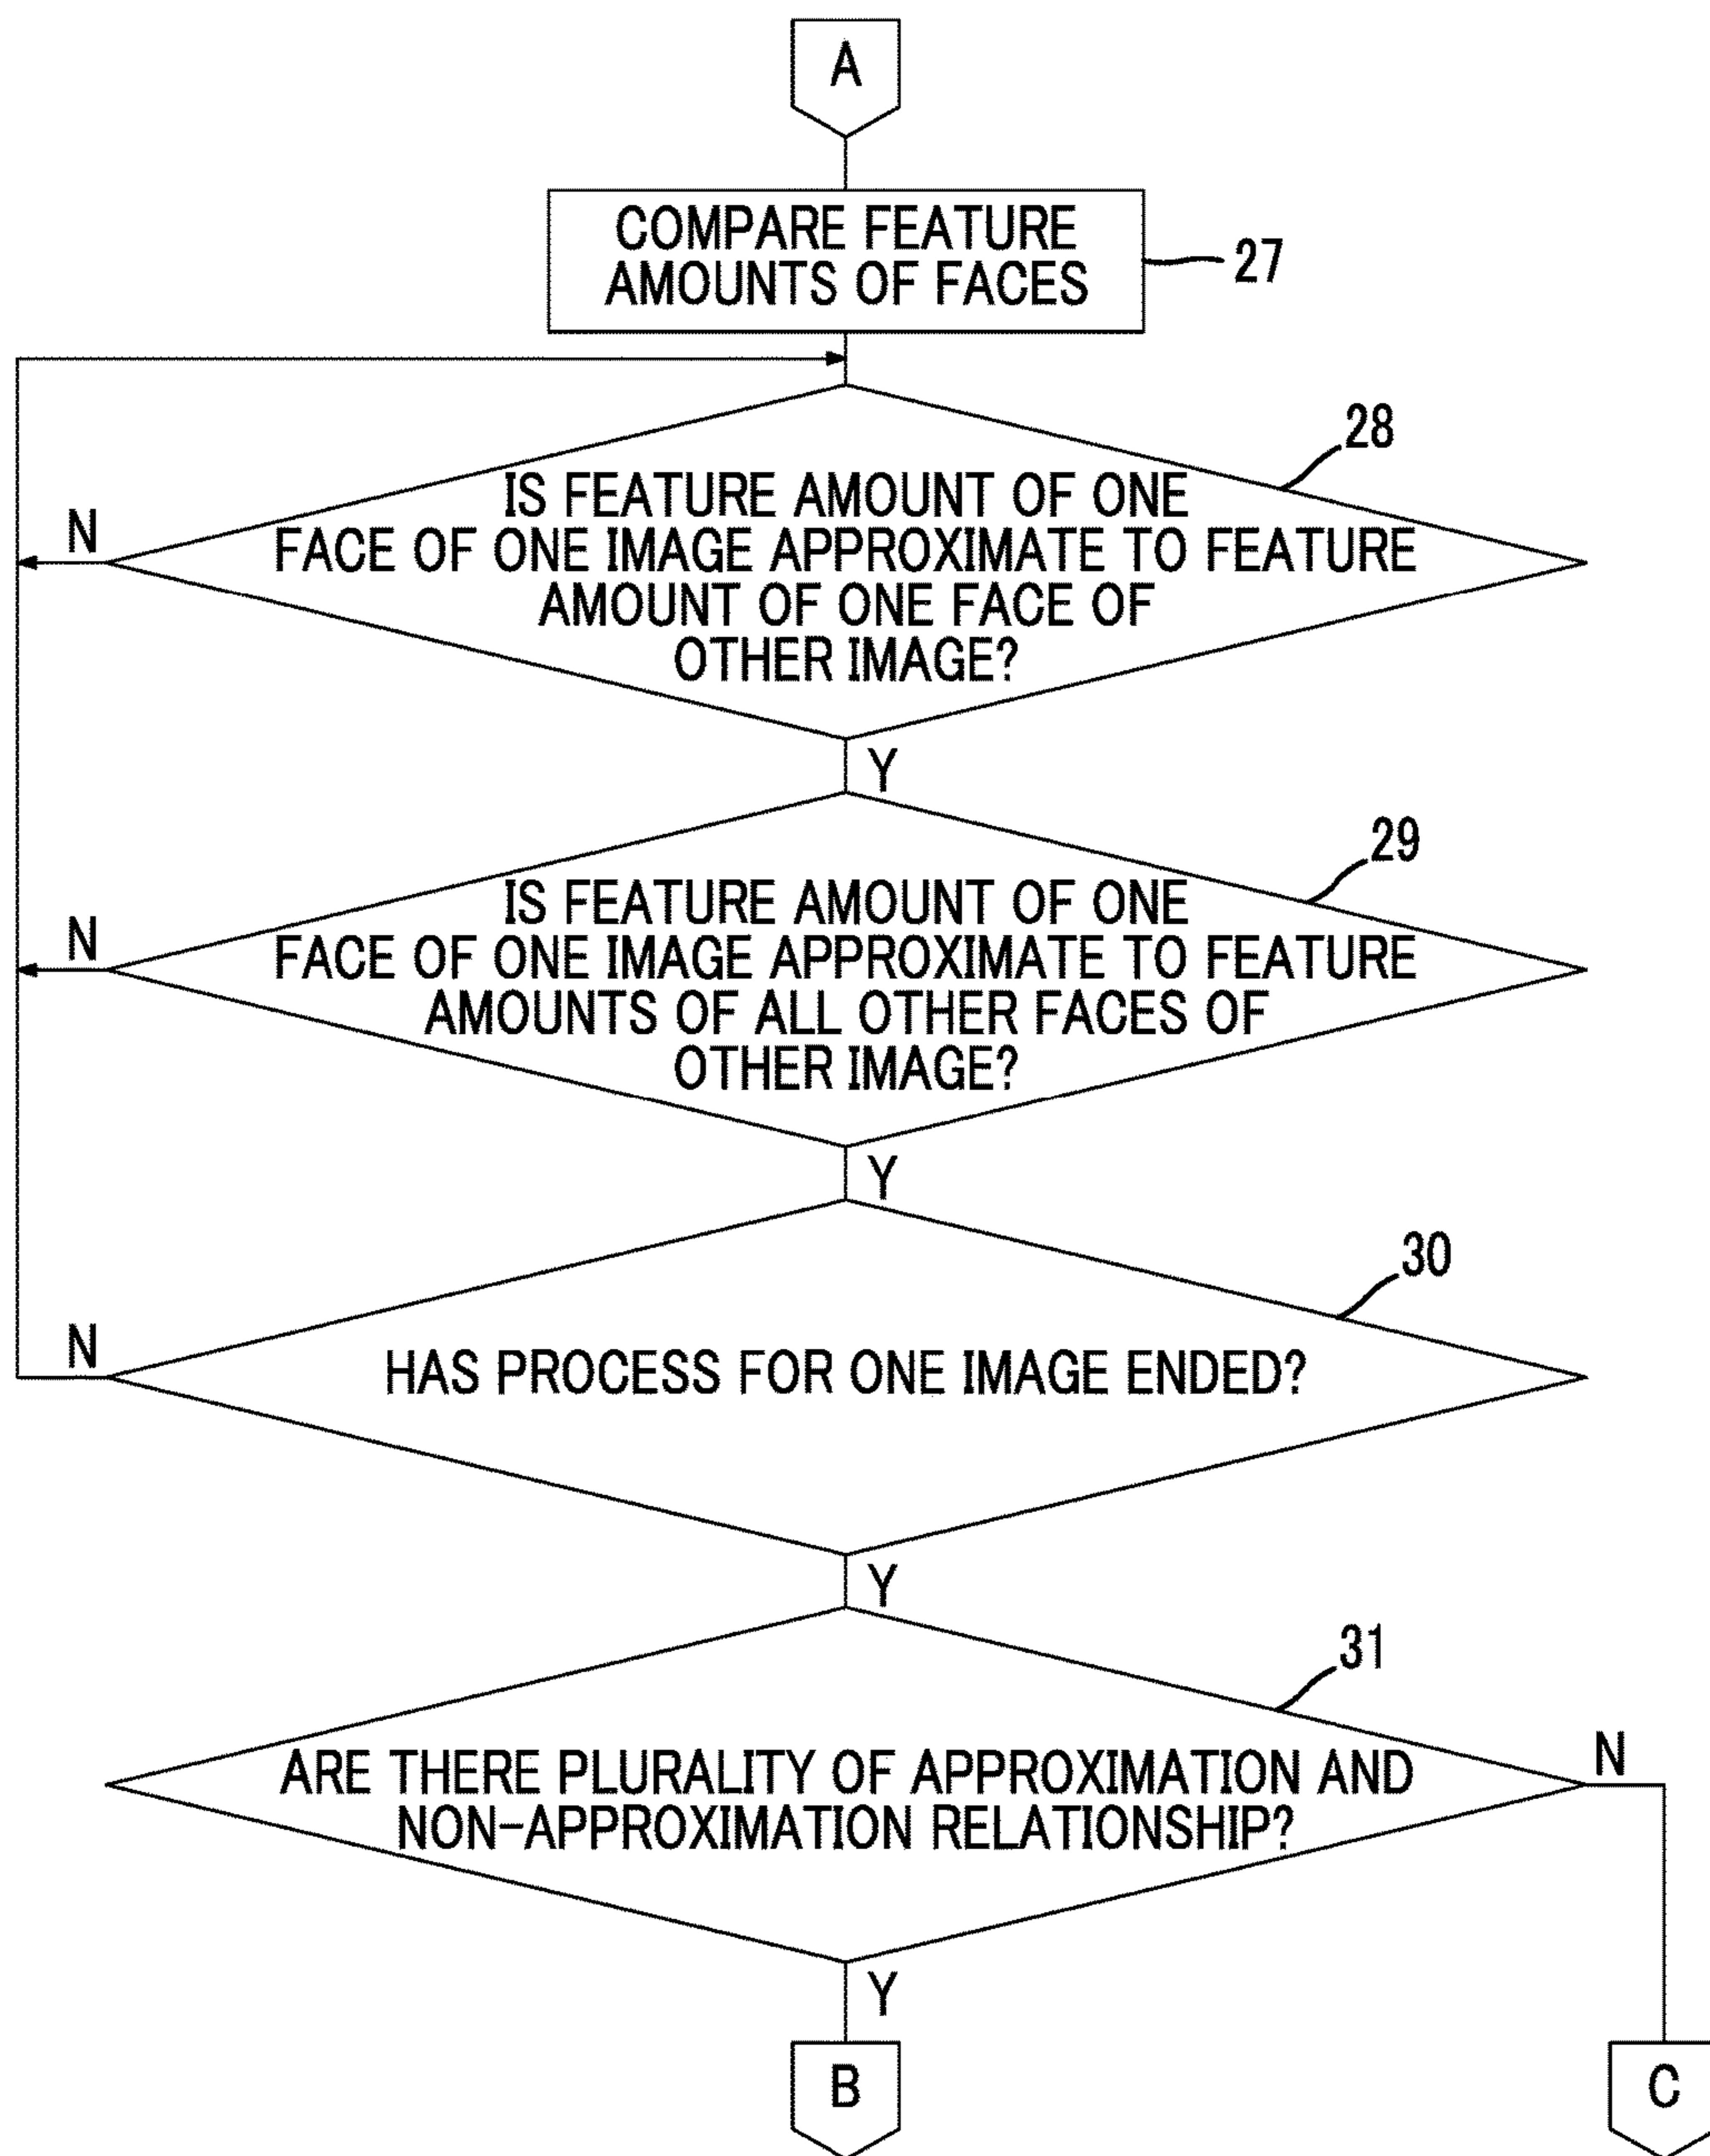 A
COMPARE FEATURE
AMOUNTS OF FACES
27
28
IS FEATURE AMOUNT OF ONE
FACE OF ONE IMAGE APPROXIMATE TO FEATURE
AMOUNT OF ONE FACE OF
OTHER IMAGE?
N
Y
29
IS FEATURE AMOUNT OF ONE
FACE OF ONE IMAGE APPROXIMATE TO FEATURE
AMOUNTS OF ALL OTHER FACES OF
OTHER IMAGE?
N
Y
30
HAS PROCESS FOR ONE IMAGE ENDED?
N
Y
31
ARE THERE PLURALITY OF APPROXIMATION AND
NON-APPROXIMATION RELATIONSHIP?
N
Y
B
C